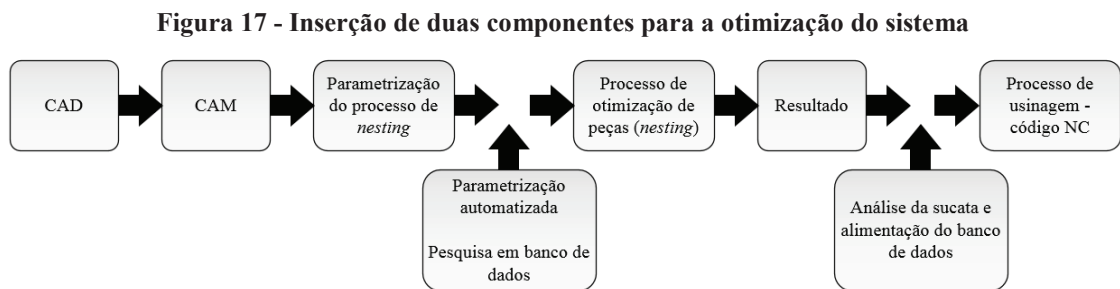 Figura 17 - Inserção de duas componentes para a otimização do sistema
CAD
CAM
Parametrização
do processo de
nesting
Processo de
otimização de
peças (nesting)
Resultado
Processo de
usinagem -
código NC
Parametrização
automatizada
Pesquisa em banco de
dados
Análise da sucata e
alimentação do banco
de dados